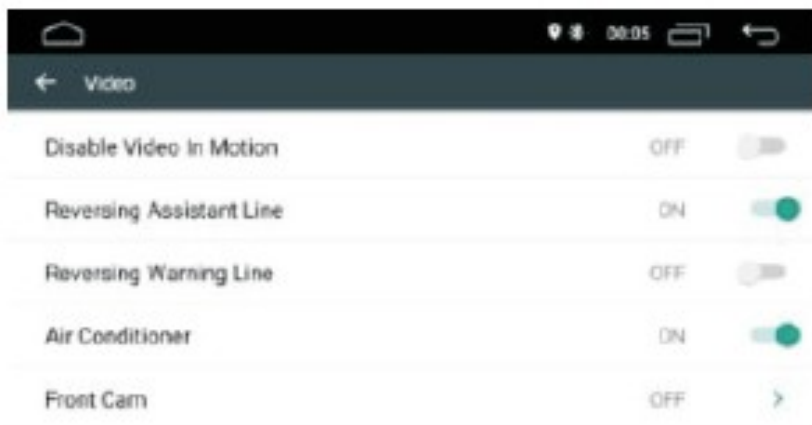 00:05
Video
Disable Video In Motion OFF
Reversing Assistant Line ON
Reversing Warning Line OFF
Air Conditioner ON
Front Cam OFF